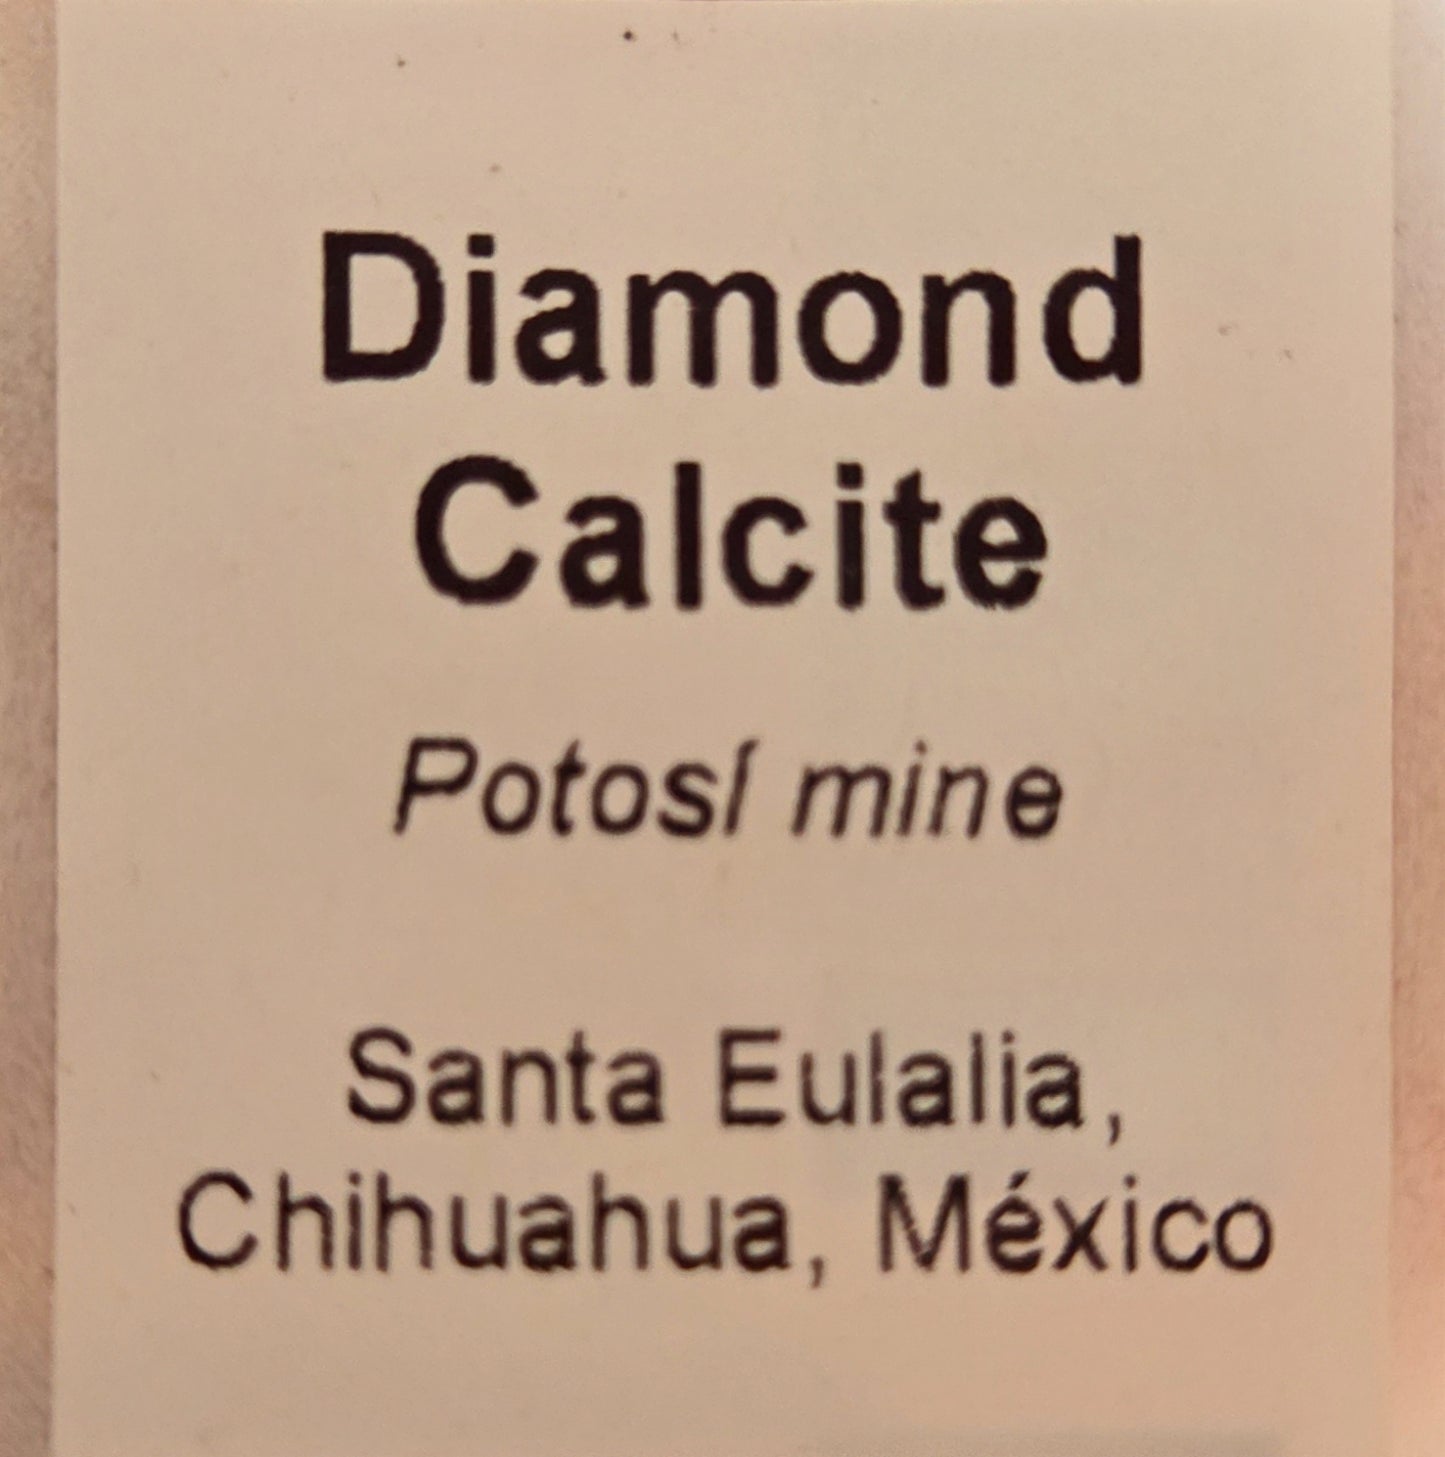 Diamond
Calcite
Potosí mine
Santa Eulalia,
Chihuahua, México